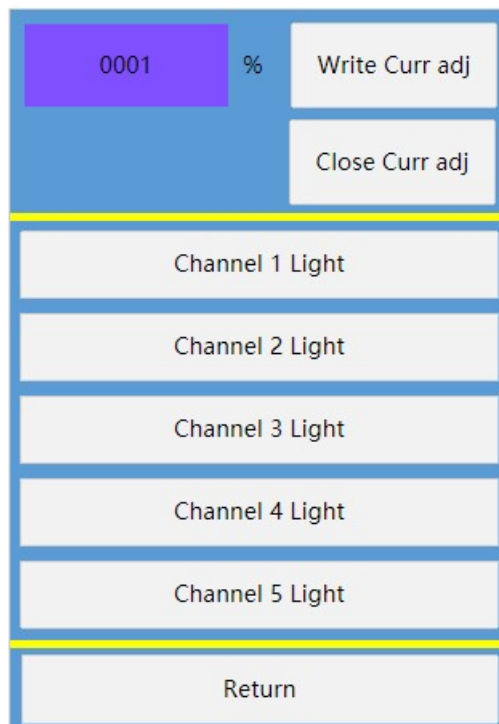 0001 % Write Curr adj
Close Curr adj
Channel 1 Light
Channel 2 Light
Channel 3 Light
Channel 4 Light
Channel 5 Light
Return